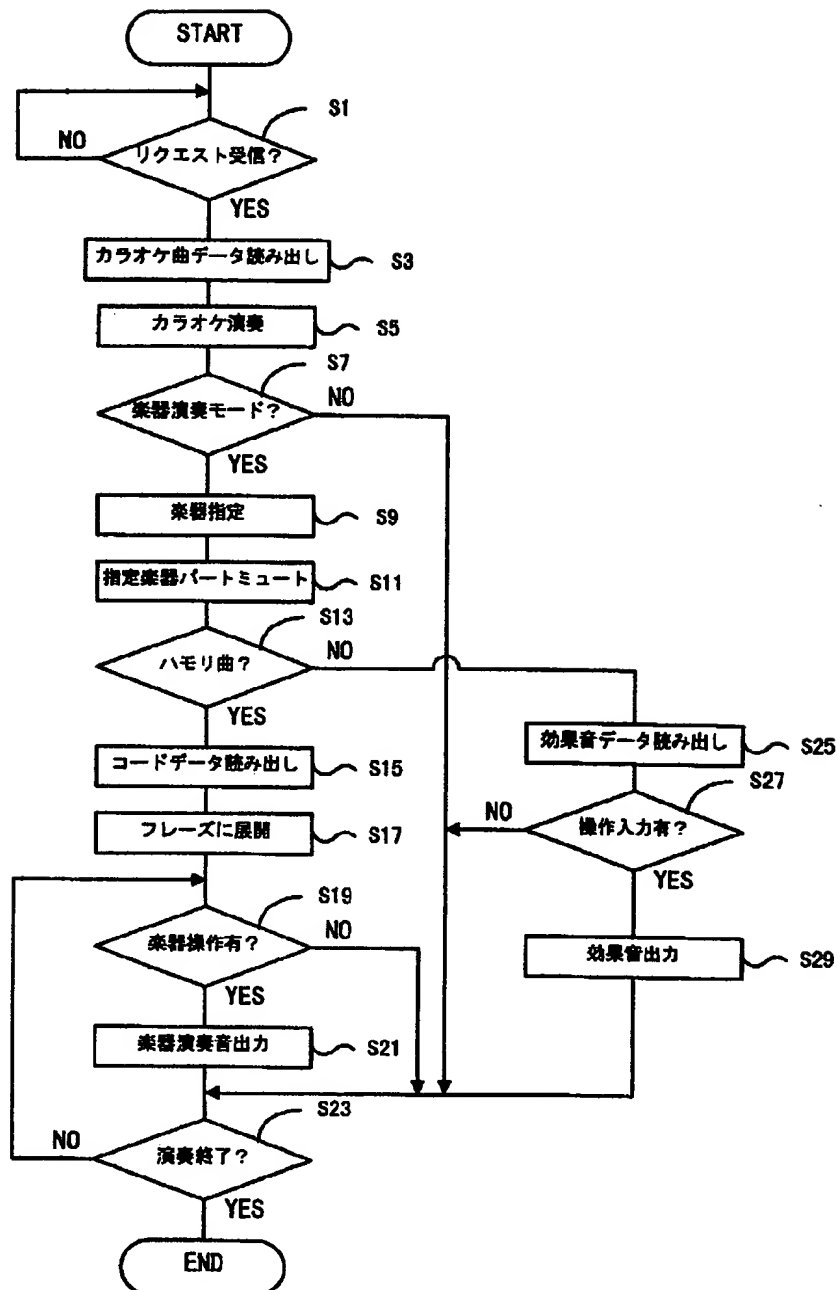 START
S1
NO
リクエスト受信?
YES
カラオケ曲データ読み出し
S3
カラオケ演奏
S5
S7
楽器演奏モード?
NO
YES
楽器指定
S9
指定楽器パートミュート
S11
S13
ハモリ曲?
NO
YES
コードデータ読み出し
S15
効果音データ読み出し
S25
フレーズに展開
S17
S27
NO
操作入力有?
YES
S19
楽器操作有?
NO
YES
効果音出力
S29
楽器演奏音出力
S21
S23
NO
演奏終了?
YES
END